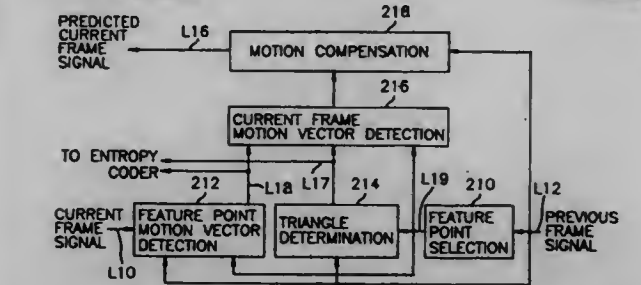 PREDICTED
CURRENT
FRAME
SIGNAL
L16
218
MOTION COMPENSATION
216
CURRENT FRAME
MOTION VECTOR DETECTION
TO ENTROPY
CODER
L18
L17
212
FEATURE POINT
MOTION VECTOR
DETECTION
214
TRIANGLE
DETERMINATION
L19
210
FEATURE
POINT
SELECTION
L12
PREVIOUS
FRAME
SIGNAL
CURRENT
FRAME
SIGNAL
L10